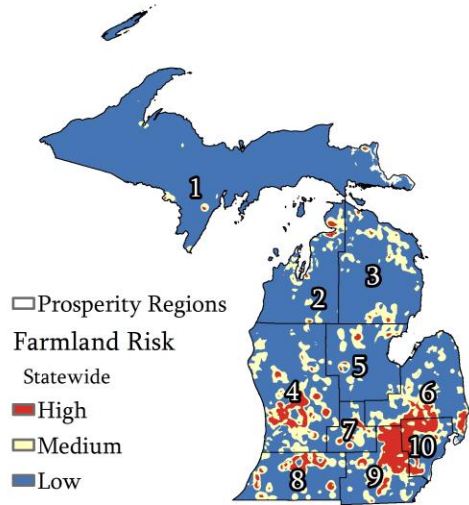 1
2
3
Prosperity Regions
Farmland Risk
Statewide
High
Medium
Low
4
5
6
7
8
9
10